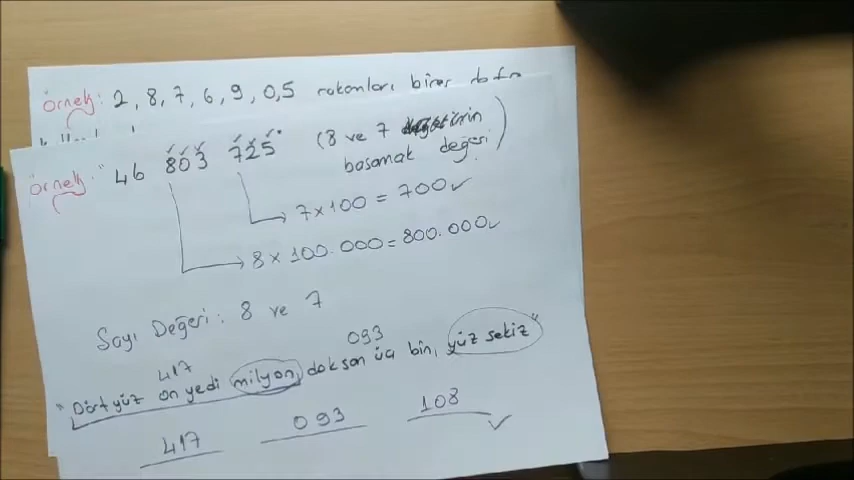 örnek: 2, 8, 7, 6, 9, 0,5 rakamları birer defa
örnek: "46 803 725" (8 ve 7
basamak değeri)
7 x 100 = 700
8 x 100.000 = 800.000
Sayı Değeri: 8 ve 7
417 093
"Dört yüz on yedi milyon, doksan üç bin, yüz sekiz"
417 093 108